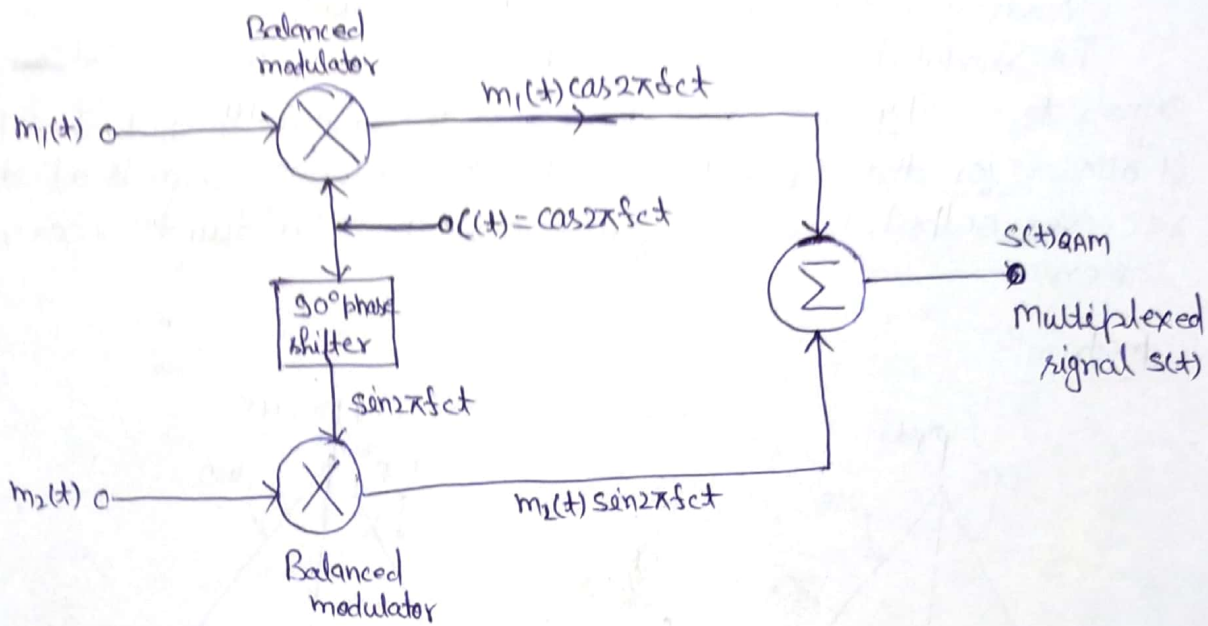 Balanced
modulator
m₁(t)
m₁(t) cos2πfct
c(t) = cos2πfct
90° phase
shifter
sin2πfct
Σ
S(t)QAM
Multiplexed
signal s(t)
m₂(t)
m₂(t) sin2πfct
Balanced
modulator